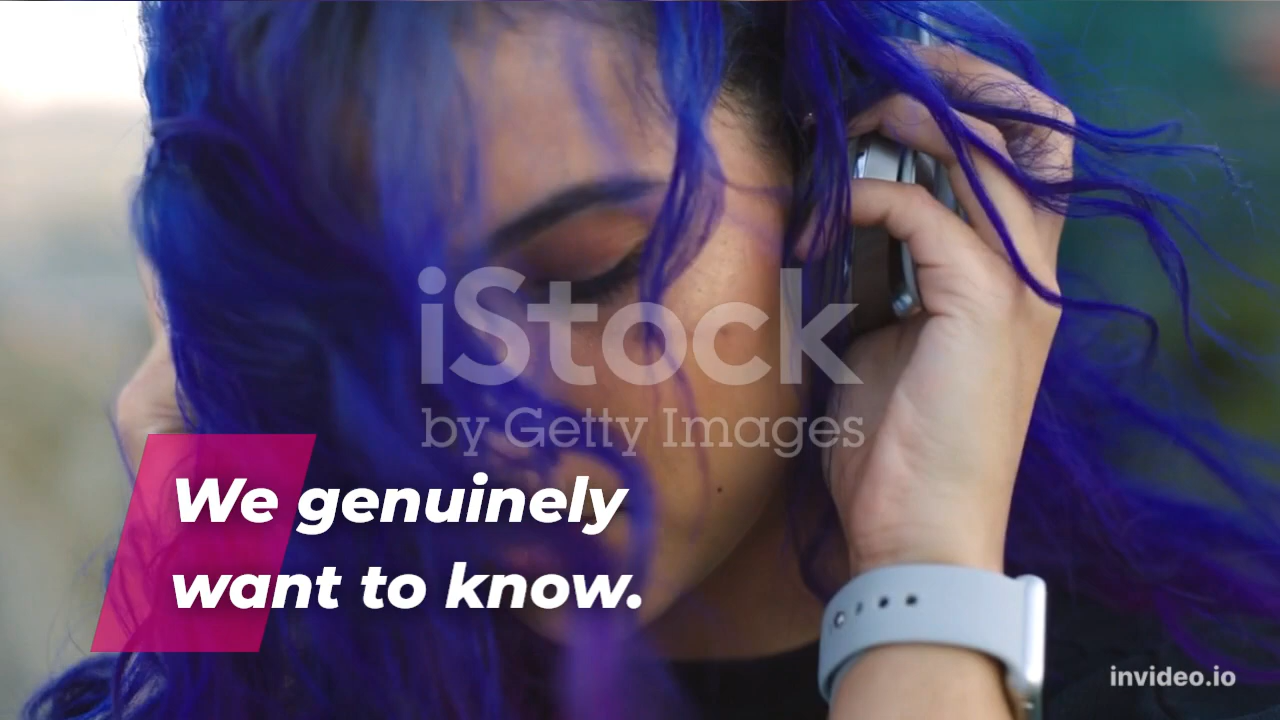 iStock
by Getty Images
We genuinely
want to know.
invideo.io